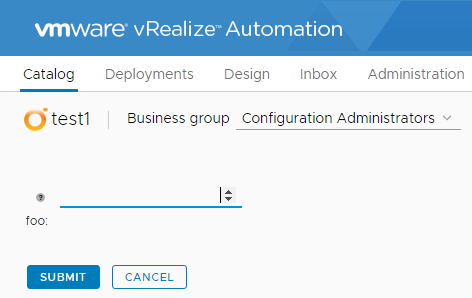 vmware® vRealize™ Automation
Catalog Deployments Design Inbox Administration
test1 Business group Configuration Administrators
?
foo:
SUBMIT CANCEL